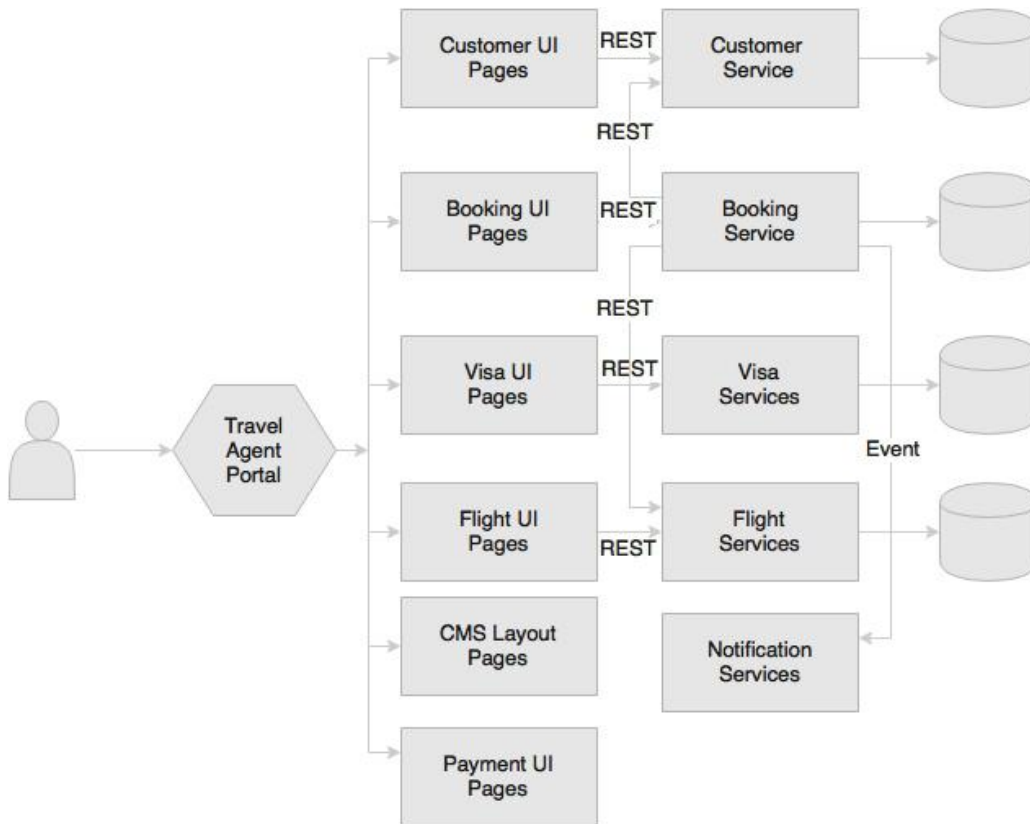 Customer UI
Pages
REST
Customer
Service
REST
Booking UI
Pages
REST
Booking
Service
REST
Visa UI
Pages
REST
Visa
Services
Travel
Agent
Portal
Event
Flight UI
Pages
REST
Flight
Services
CMS Layout
Pages
Notification
Services
Payment UI
Pages